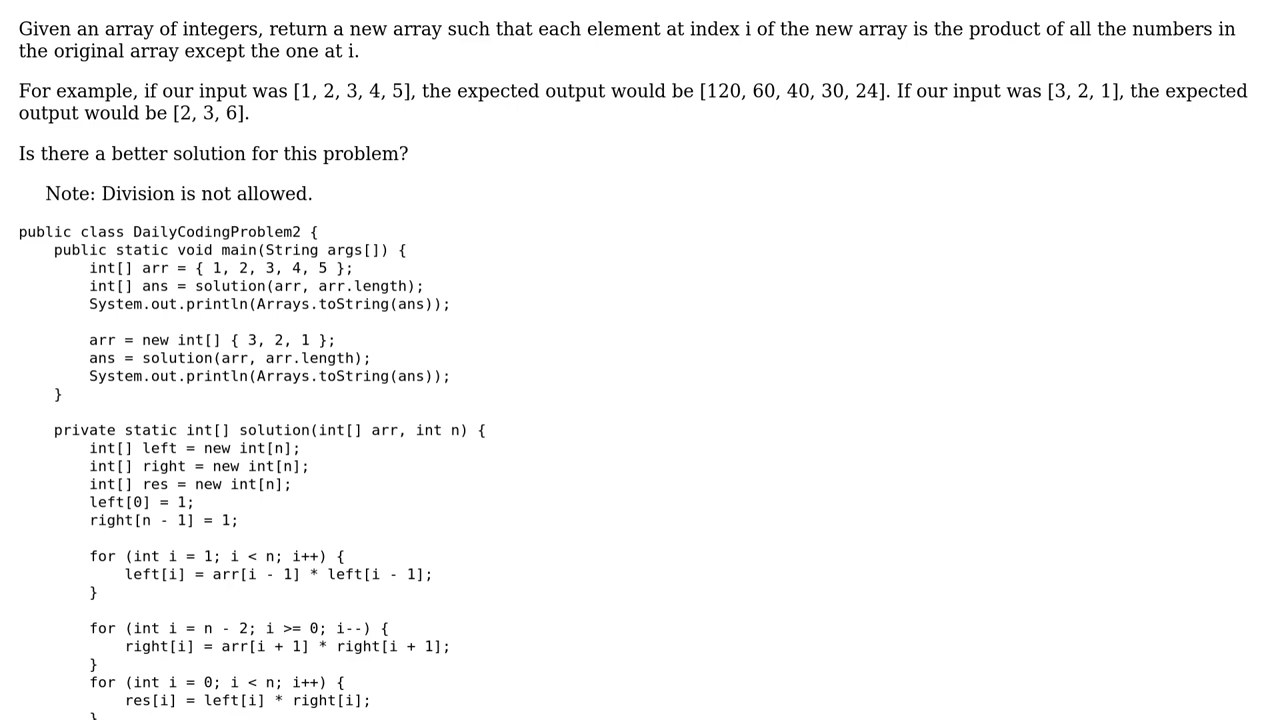 Given an array of integers, return a new array such that each element at index i of the new array is the product of all the numbers in
the original array except the one at i.
For example, if our input was [1, 2, 3, 4, 5], the expected output would be [120, 60, 40, 30, 24]. If our input was [3, 2, 1], the expected
output would be [2, 3, 6].
Is there a better solution for this problem?
Note: Division is not allowed.
public class DailyCodingProblem2 {
    public static void main(String args[]) {
        int[] arr = { 1, 2, 3, 4, 5 };
        int[] ans = solution(arr, arr.length);
        System.out.println(Arrays.toString(ans));

        arr = new int[] { 3, 2, 1 };
        ans = solution(arr, arr.length);
        System.out.println(Arrays.toString(ans));
    }

    private static int[] solution(int[] arr, int n) {
        int[] left = new int[n];
        int[] right = new int[n];
        int[] res = new int[n];
        left[0] = 1;
        right[n - 1] = 1;

        for (int i = 1; i < n; i++) {
            left[i] = arr[i - 1] * left[i - 1];
        }

        for (int i = n - 2; i >= 0; i--) {
            right[i] = arr[i + 1] * right[i + 1];
        }
        for (int i = 0; i < n; i++) {
            res[i] = left[i] * right[i];
        }